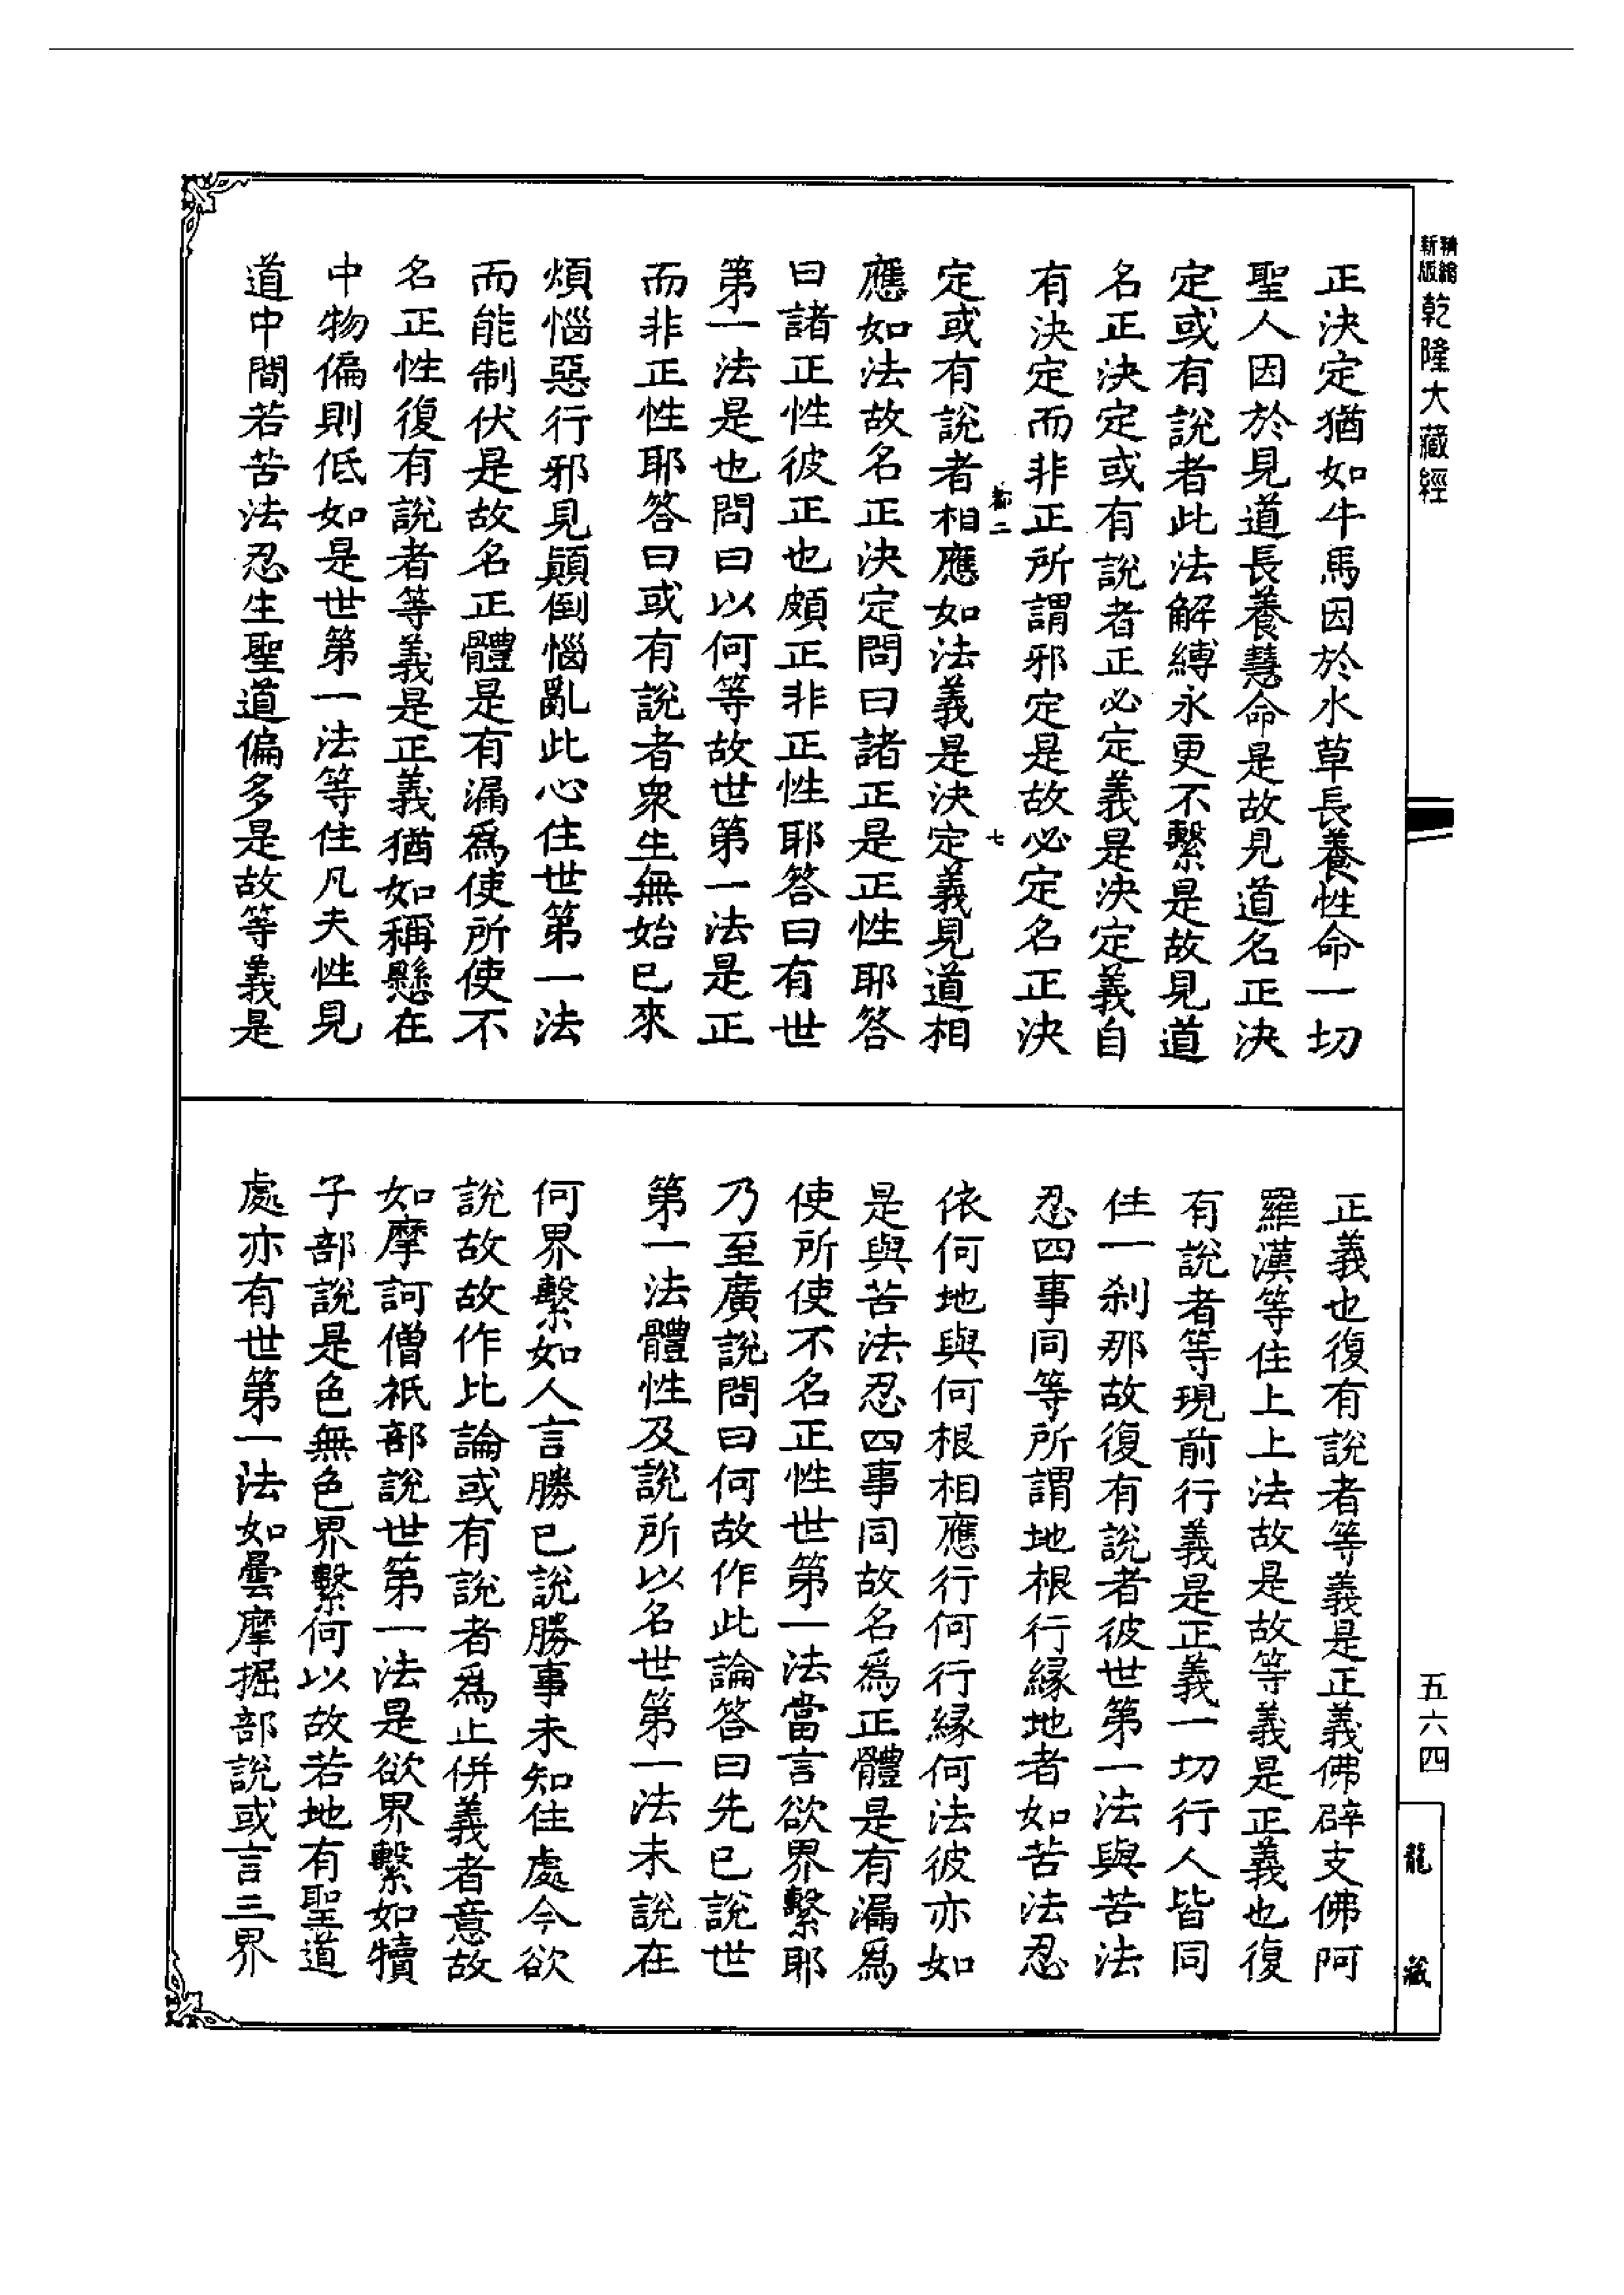 精縮新版乾隆大藏經
正決定猶如牛馬因於水草長養性命一切
聖人因於見道長養慧命是故見道名正決
定或有說者此法解縛永更不繫是故見道
名正決定或有說者正必定義是決定義自
有決定而非正所謂邪定是故必定名正決
七
定或有說者相應如法義是決定義見道相
應如法故名正決定問曰諸正是正性耶答
曰諸正性彼正也頗正非正性耶答曰有世
第一法是也問曰以何等故世第一法是正
而非正性耶答曰或有說者衆生無始已來
煩惱惡行邪見顚倒惱亂此心住世第一法
而能制伏是故名正體是有漏爲使所使不
名正性復有說者等義是正義猶如稱懸在
中物偏則低如是世第一法等住凡夫性見
道中間若苦法忍生聖道偏多是故等義是
正義也復有說者等義是正義佛辟支佛阿
羅漢等住上上法故是故等義是正義也復
有說者等現前行義是正義一切行人皆同
住一剎那故復有說者彼世第一法與苦法
忍四事同等所謂地根行緣地者如苦法忍
依何地與何根相應行何行緣何法彼亦如
是與苦法忍四事同故名爲正體是有漏爲
使所使不名正性世第一法當言欲界繫耶
乃至廣說問曰何故作此論答曰先已說世
第一法體性及說所以名世第一法未說在
何界繫如人言勝已說勝事未知住處今欲
說故故作比論或有說者爲止併義者意故
如摩訶僧祇部說世第一法是欲界繫如犢
子部說是色無色界繫何以故若地有聖道
處亦有世第一法如曇摩掘部說或言三界
五六四
龍藏